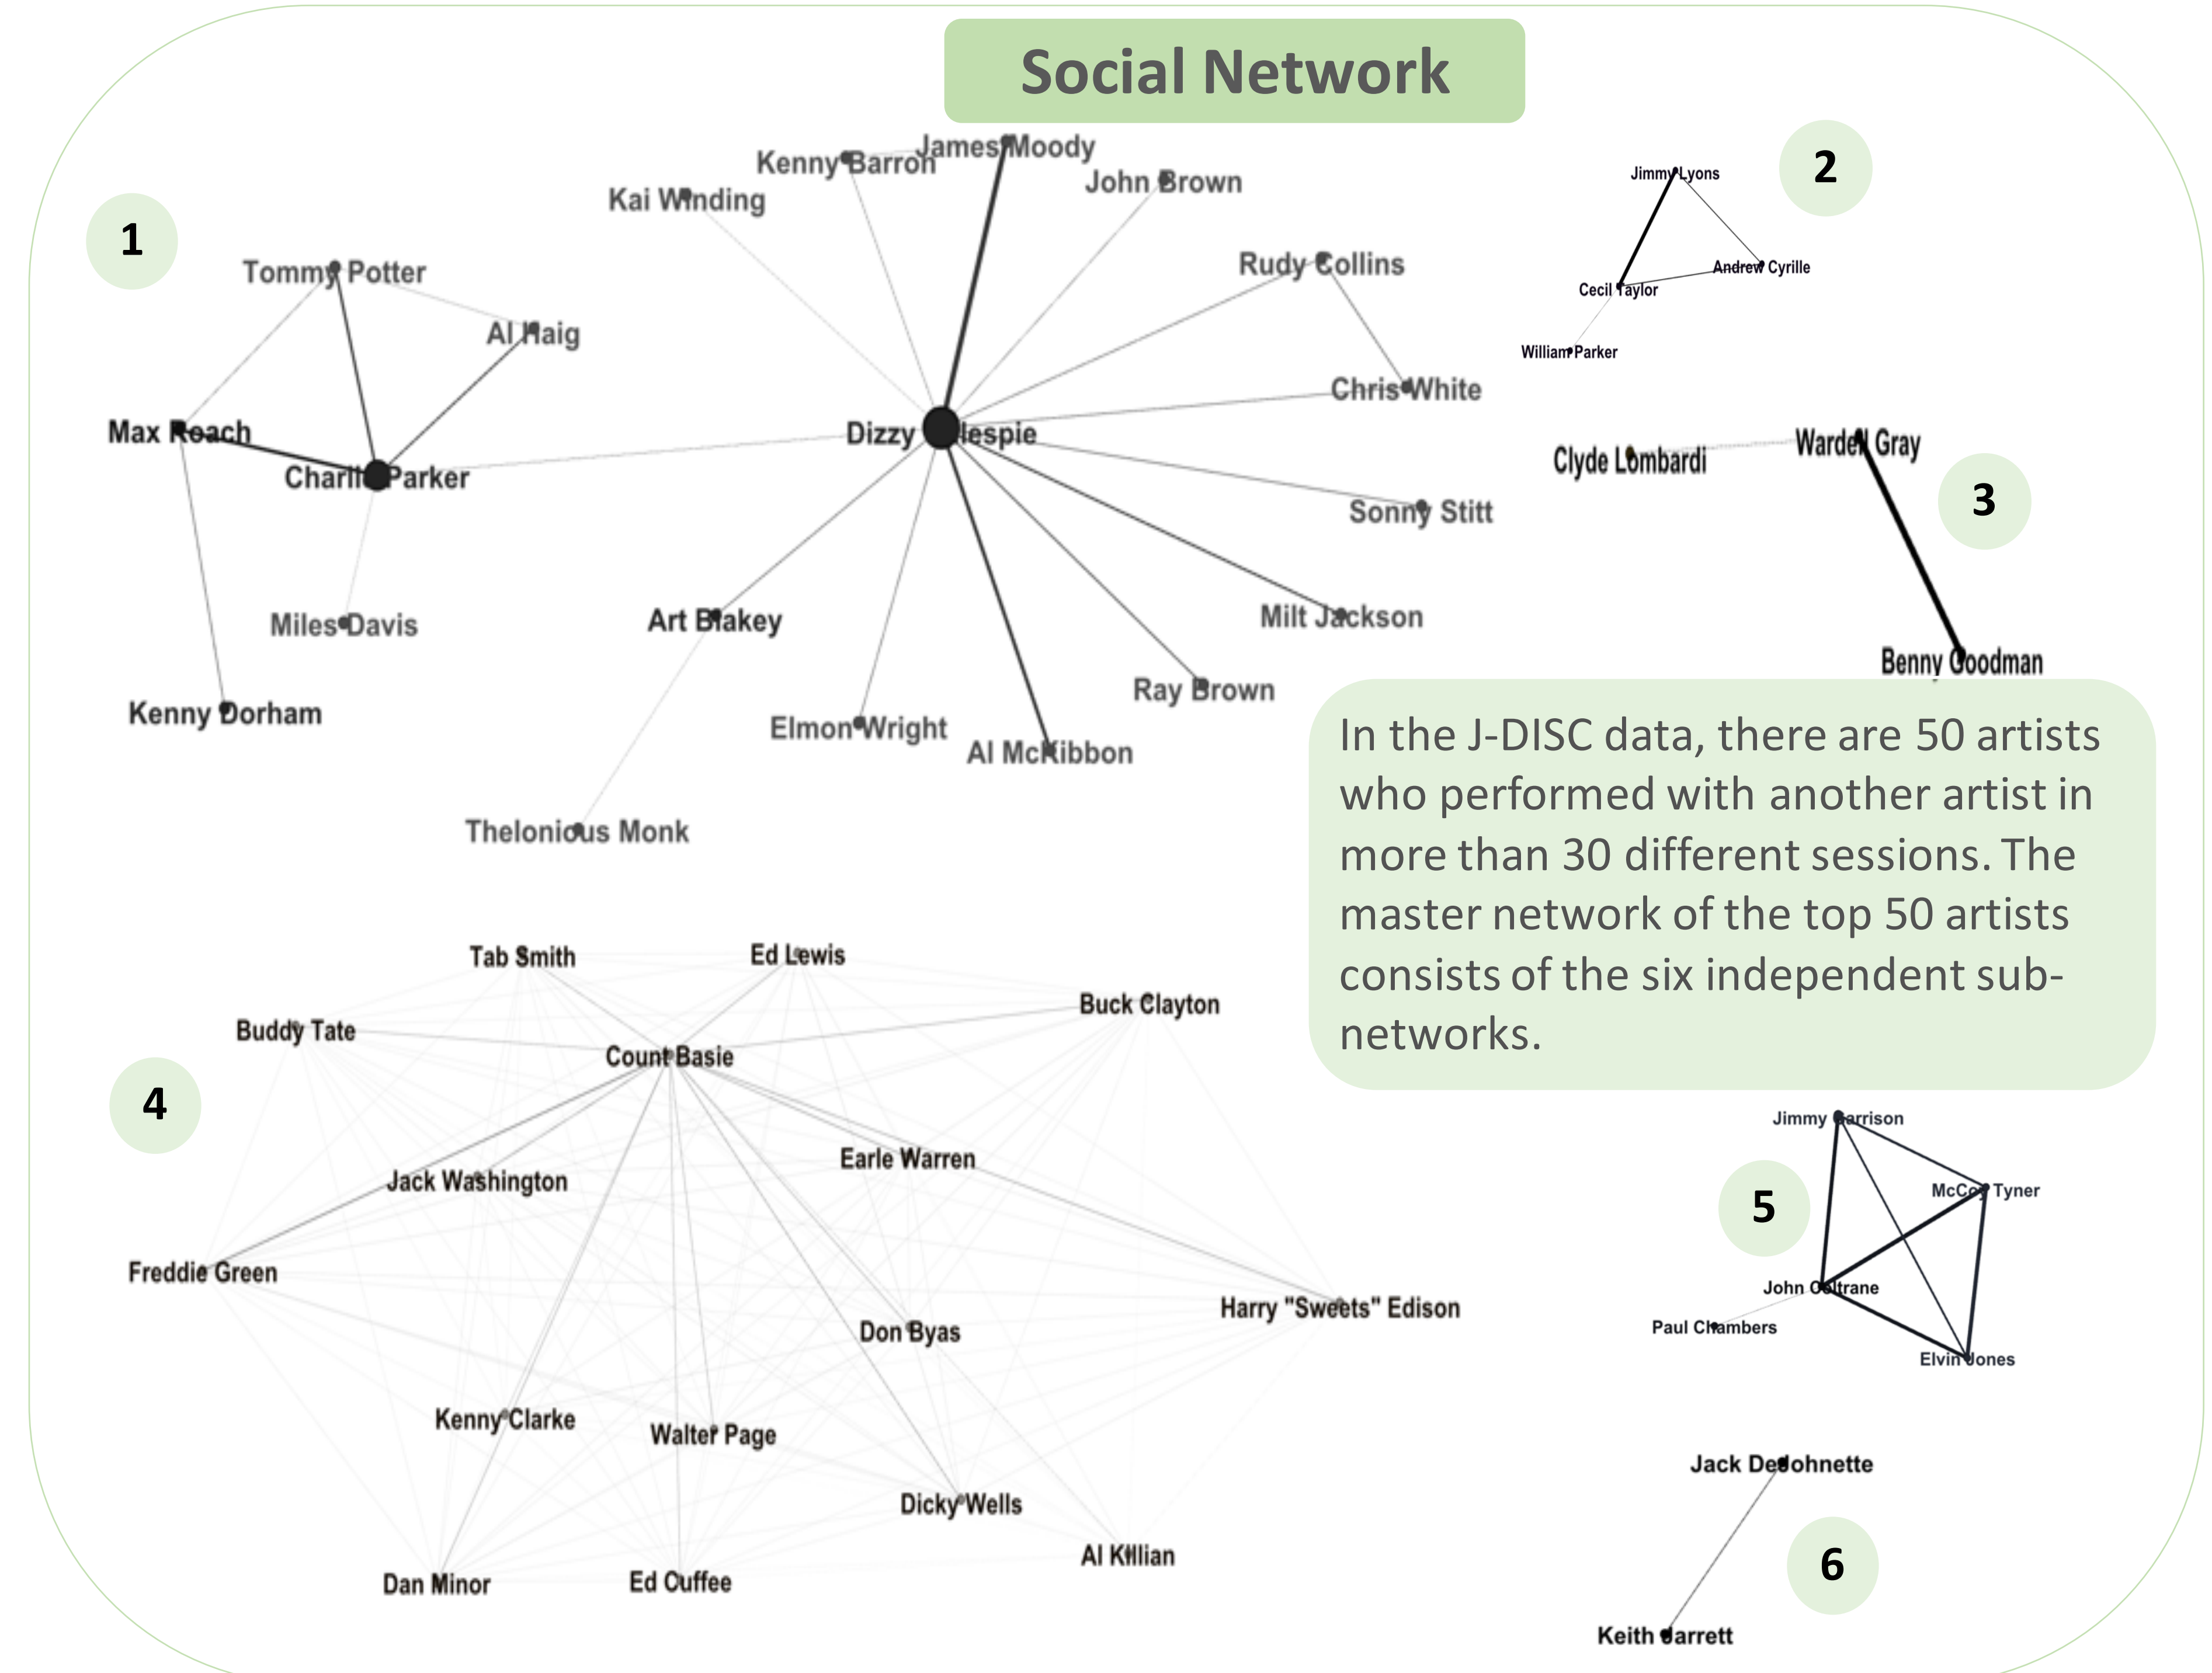 Social Network
1
Tommy Potter
Al Haig
Max Roach
Charlie Parker
Miles Davis
Kenny Dorham
Kai Winding
Kenny Barron
James Moody
John Brown
Rudy Collins
Chris White
Dizzy Gillespie
Sonny Stitt
Milt Jackson
Ray Brown
Al McKibbon
Elmon Wright
Art Blakey
Thelonious Monk
2
Jimmy Lyons
Andrew Cyrille
Cecil Taylor
William Parker
3
Clyde Lombardi
Wardell Gray
Benny Goodman
In the J-DISC data, there are 50 artists
who performed with another artist in
more than 30 different sessions. The
master network of the top 50 artists
consists of the six independent sub-
networks.
4
Tab Smith
Ed Lewis
Buck Clayton
Buddy Tate
Count Basie
Earle Warren
Jack Washington
Freddie Green
Harry "Sweets" Edison
Don Byas
Kenny Clarke
Walter Page
Dicky Wells
Al Killian
Dan Minor
Ed Cuffee
5
Jimmy Garrison
McCoy Tyner
John Coltrane
Paul Chambers
Elvin Jones
Jack DeJohnette
6
Keith Jarrett